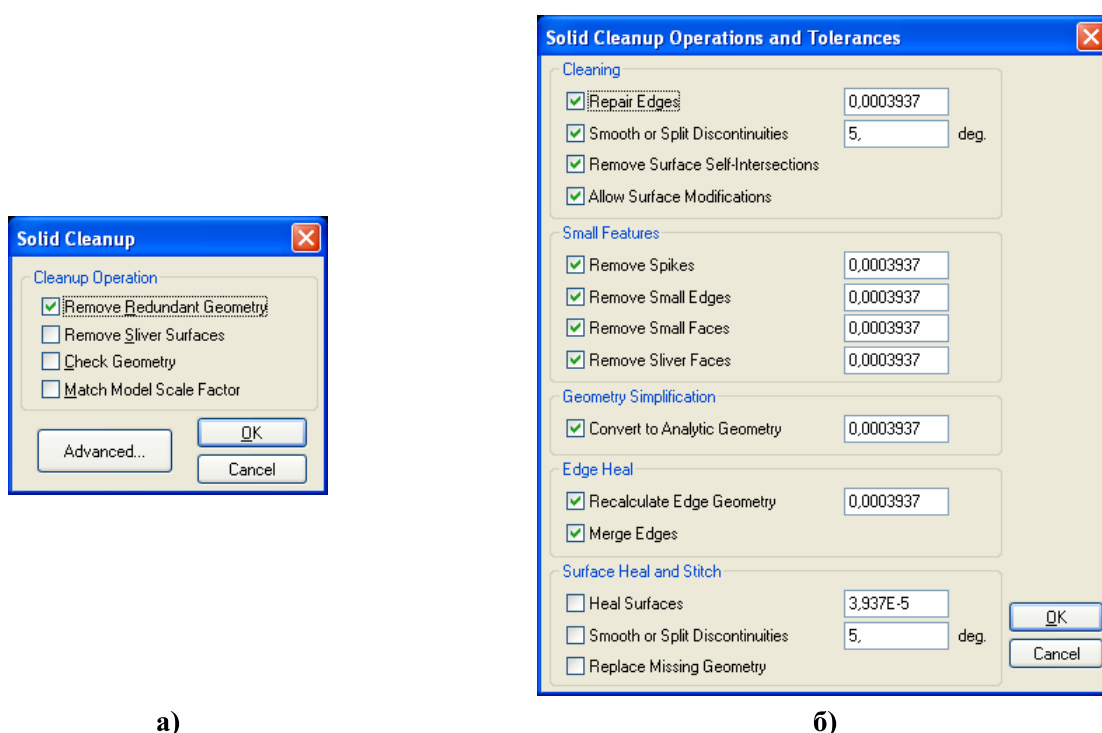 Solid Cleanup
Cleanup Operation
Remove Redundant Geometry
Remove Sliver Surfaces
Check Geometry
Match Model Scale Factor
Advanced...
OK
Cancel
а)
Solid Cleanup Operations and Tolerances
Cleaning
Repair Edges 0,0003937
Smooth or Split Discontinuities 5, deg.
Remove Surface Self-Intersections
Allow Surface Modifications
Small Features
Remove Spikes 0,0003937
Remove Small Edges 0,0003937
Remove Small Faces 0,0003937
Remove Sliver Faces 0,0003937
Geometry Simplification
Convert to Analytic Geometry 0,0003937
Edge Heal
Recalculate Edge Geometry 0,0003937
Merge Edges
Surface Heal and Stitch
Heal Surfaces 3,937E-5
Smooth or Split Discontinuities 5, deg.
Replace Missing Geometry
OK
Cancel
б)